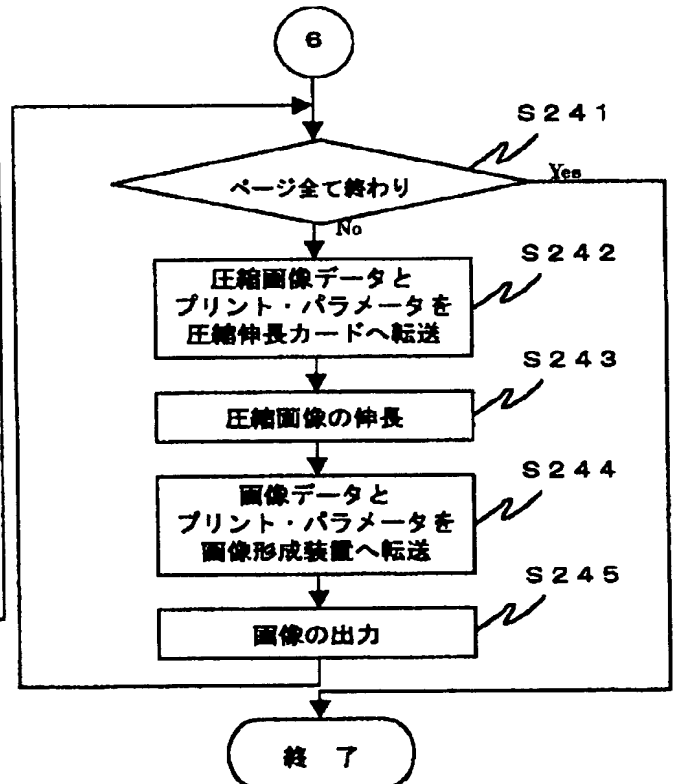 6
S241
ページ全て終わり
Yes
No
S242
圧縮画像データと
プリント・パラメータを
圧縮伸長カードへ転送
S243
圧縮画像の伸長
S244
画像データと
プリント・パラメータを
画像形成装置へ転送
S245
画像の出力
終 了